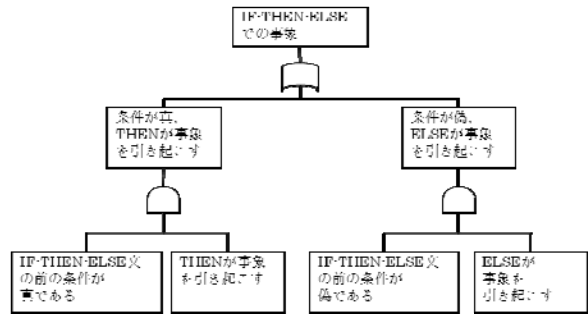 IF-THEN-ELSE
での事象
条件が真、
THENが事象
を引き起こす
条件が偽、
ELSEが事象
を引き起こす
IF-THEN-ELSE文
の前の条件が
真である
THENが事象
を引き起こす
IF-THEN-ELSE文
の前の条件が
偽である
ELSEが
事象を
引き起こす